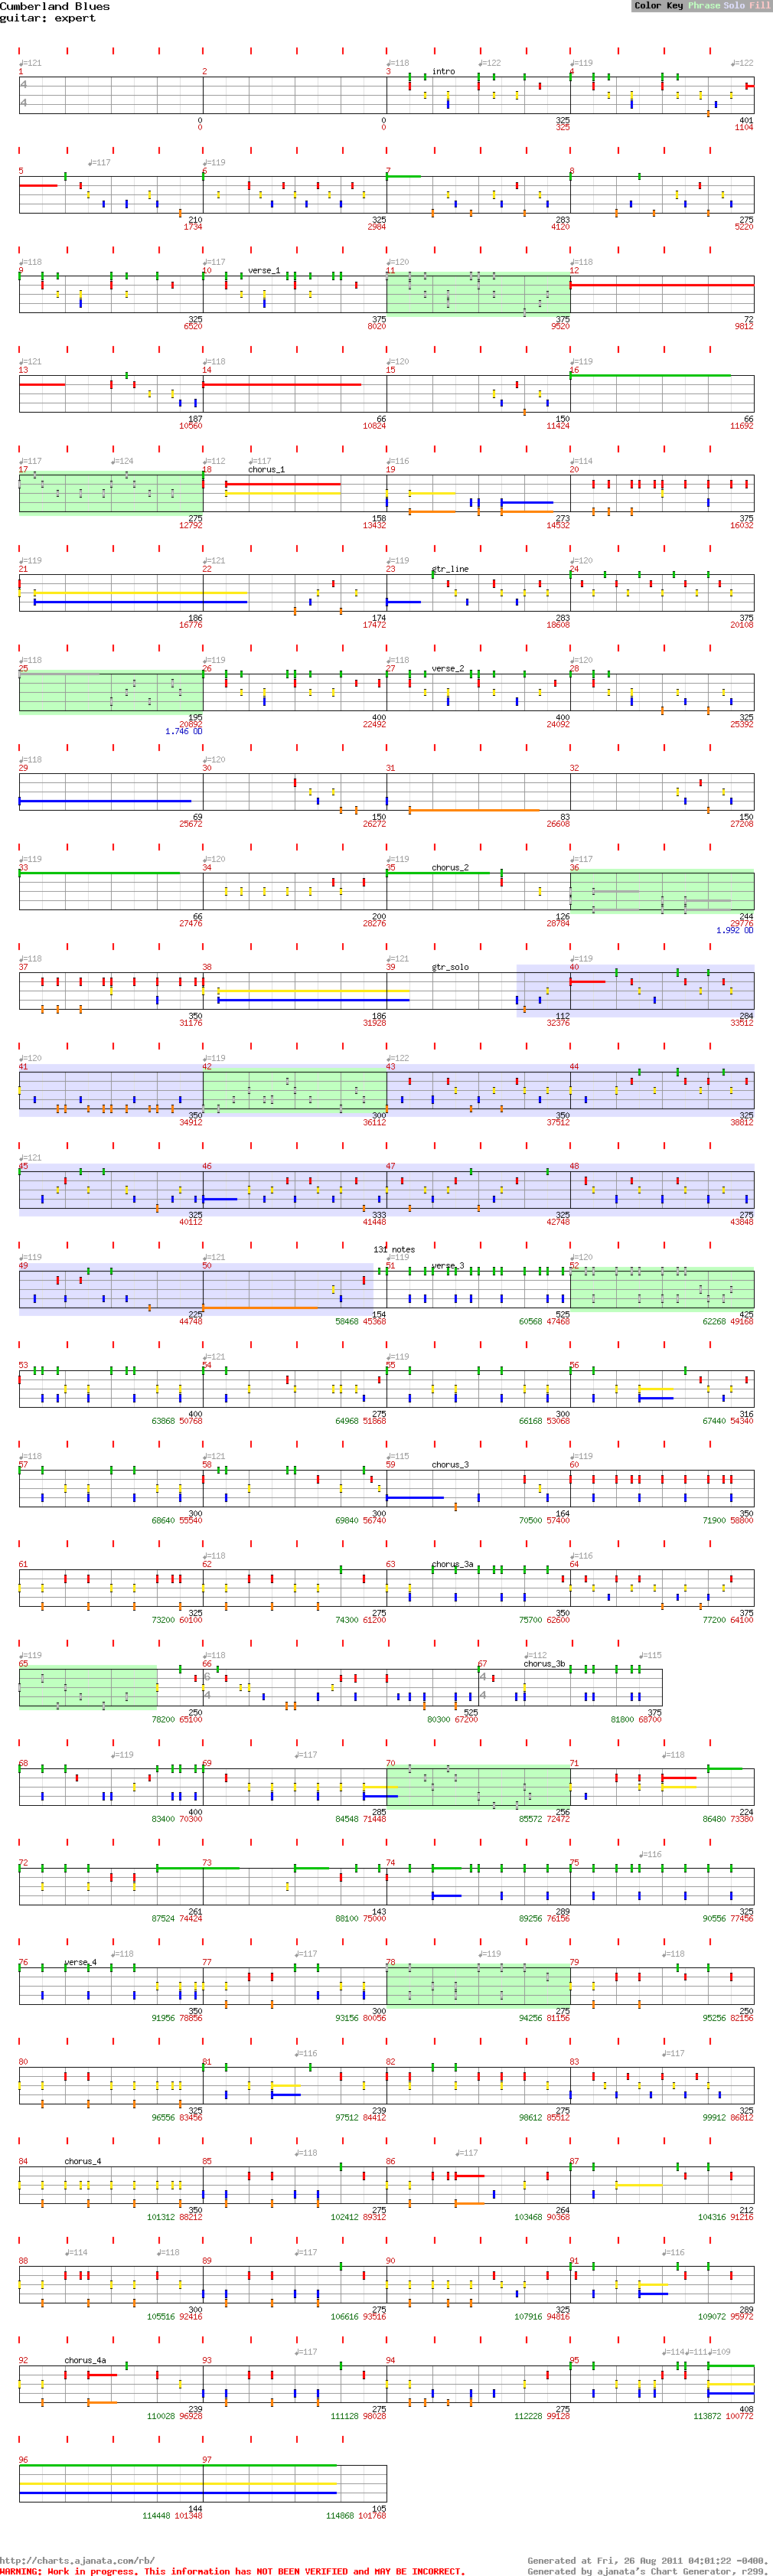 Cumberland Blues
Color Key Phrase Solo Fill
guitar: expert
♩=121 ♩=118 ♩=122 ♩=119 ♩=122
1 2 3 intro 4
4
4
0 0 325 401
0 0 325 1104
♩=117 ♩=119
5 6 7 8
210 325 283 275
1734 2984 4120 5220
♩=118 ♩=117 ♩=120 ♩=118
9 10 verse_1 11 12
325 375 375 72
6520 8020 9520 9812
♩=121 ♩=118 ♩=120 ♩=119
13 14 15 16
187 66 150 66
10560 10824 11424 11692
♩=117 ♩=124 ♩=112 ♩=117 ♩=116 ♩=114
17 18 chorus_1 19 20
275 158 273 375
12792 13432 14532 16032
♩=119 ♩=121 ♩=119 ♩=120
21 22 23 gtr_line 24
186 174 283 375
16776 17472 18608 20108
♩=118 ♩=119 ♩=118 ♩=120
25 26 27 verse_2 28
195 400 400 325
20892 22492 24092 25392
1.746 OD
♩=118 ♩=120
29 30 31 32
69 150 83 150
25672 26272 26608 27208
♩=119 ♩=120 ♩=119 ♩=117
33 34 35 chorus_2 36
66 200 126 244
27476 28276 28784 29776
1.992 OD
♩=118 ♩=121 ♩=119
37 38 39 gtr_solo 40
350 186 112 284
31176 31928 32376 33512
♩=120 ♩=119 ♩=122
41 42 43 44
350 300 350 325
34912 36112 37512 38812
♩=121
45 46 47 48
325 333 325 275
40112 41448 42748 43848
131 notes
♩=119 ♩=121 ♩=119 ♩=120
49 50 51 verse_3 52
225 154 525 425
44748 58468 45368 60568 47468 62268 49168
♩=121 ♩=119
53 54 55 56
400 275 300 316
63868 50768 64968 51868 66168 53068 67440 54340
♩=118 ♩=121 ♩=115 ♩=119
57 58 59 chorus_3 60
300 300 164 350
68640 55540 69840 56740 70500 57400 71900 58800
♩=118 ♩=116
61 62 63 chorus_3a 64
325 275 350 375
73200 60100 74300 61200 75700 62600 77200 64100
♩=119 ♩=118 ♩=112 ♩=115
65 66 67 chorus_3b
6 4
4 4
250 525 375
78200 65100 80300 67200 81800 68700
♩=119 ♩=117 ♩=118
68 69 70 71
400 285 256 224
83400 70300 84548 71448 85572 72472 86480 73380
♩=116
72 73 74 75
261 143 289 325
87524 74424 88100 75000 89256 76156 90556 77456
♩=118 ♩=117 ♩=119 ♩=118
76 verse_4 77 78 79
350 300 275 250
91956 78856 93156 80056 94256 81156 95256 82156
♩=116 ♩=117
80 81 82 83
325 239 275 325
96556 83456 97512 84412 98612 85512 99912 86812
♩=118 ♩=117
84 chorus_4 85 86 87
350 275 264 212
101312 88212 102412 89312 103468 90368 104316 91216
♩=114 ♩=118 ♩=117 ♩=116
88 89 90 91
300 275 325 289
105516 92416 106616 93516 107916 94816 109072 95972
♩=117 ♩=114 ♩=111 ♩=109
92 chorus_4a 93 94 95
239 275 275 408
110028 96928 111128 98028 112228 99128 113872 100772
96 97
144 105
114448 101348 114868 101768
http://charts.ajanata.com/rb/
Generated at Fri, 26 Aug 2011 04:01:22 -0400.
WARNING: Work in progress. This information has NOT BEEN VERIFIED and MAY BE INCORRECT.
Generated by ajanata's Chart Generator, r299.